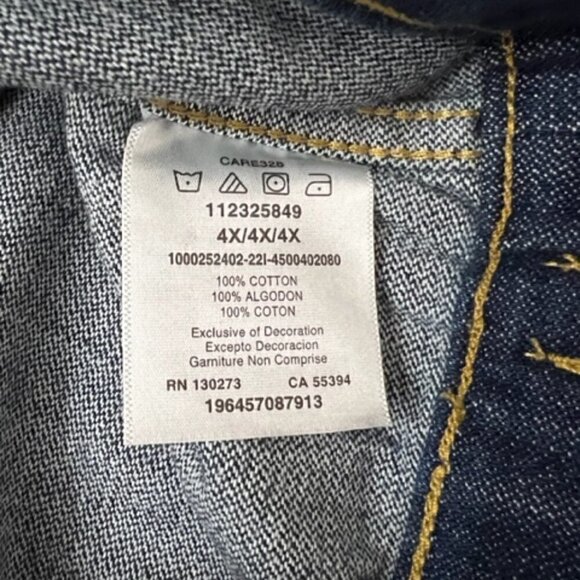 CARE328
112325849
4X/4X/4X
1000252402-22I-4500402080
100% COTTON
100% ALGODON
100% COTON
Exclusive of Decoration
Excepto Decoracion
Garniture Non Comprise
RN 130273 CA 55394
196457087913